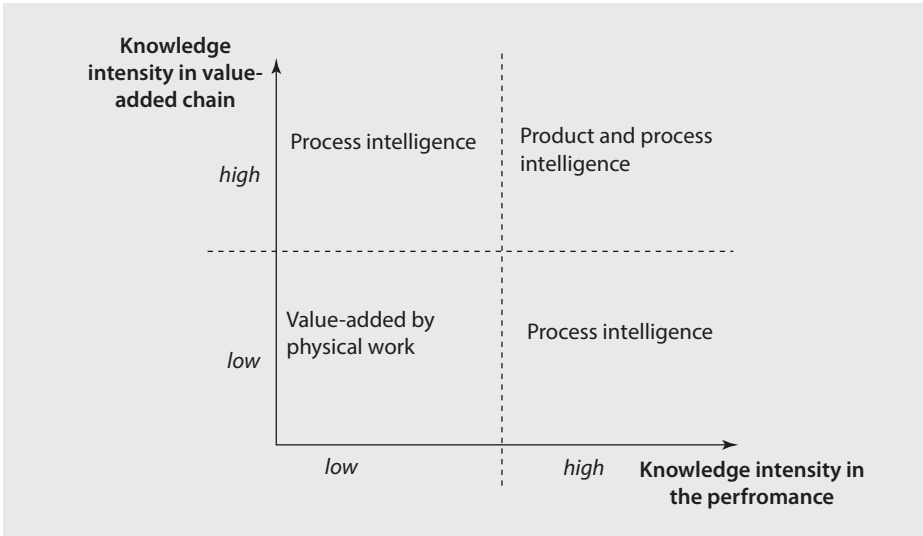 Knowledge
intensity in value-
added chain
Process intelligence
Product and process
intelligence
high
Value-added by
physical work
Process intelligence
low
low
high
Knowledge intensity in
the perfromance